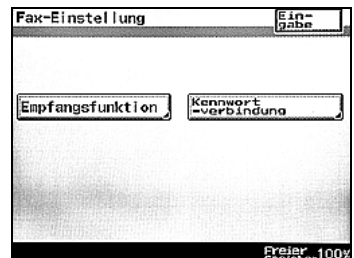 Fax-Einstellung
Ein-
gabe
Empfangsfunktion
Kennwort
-verbindung
Freier
100%